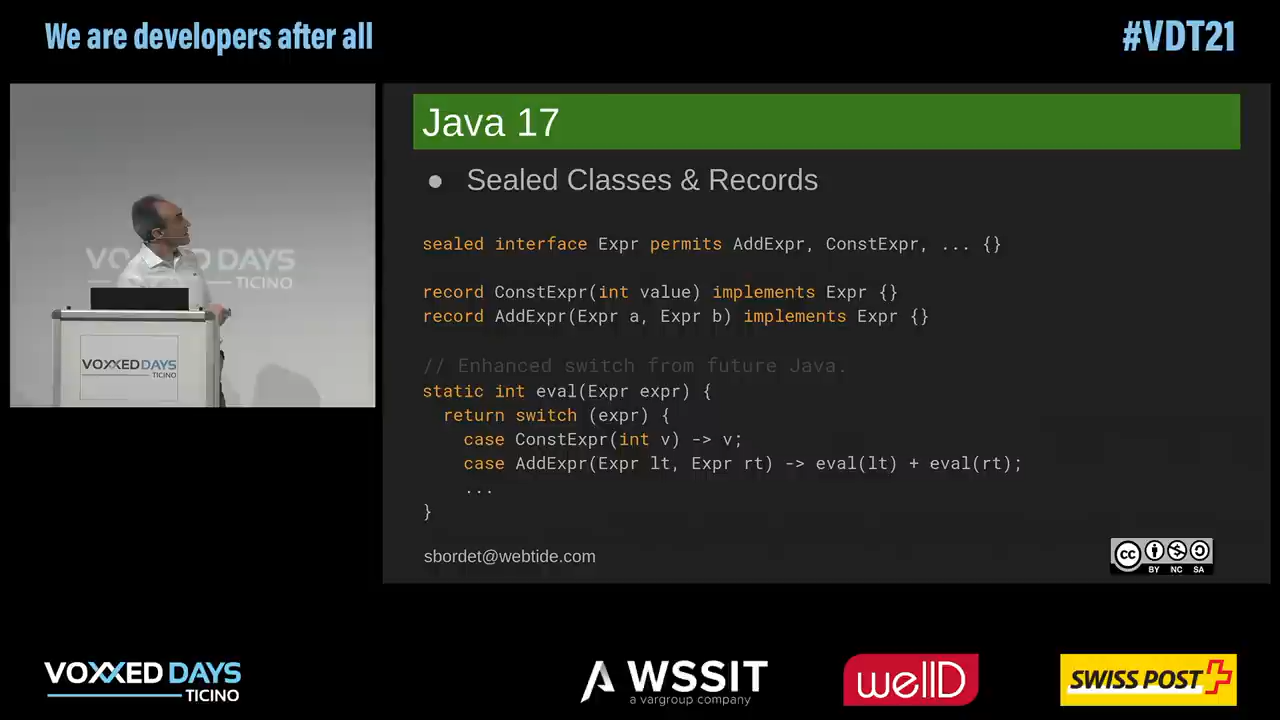 We are developers after all
#VDT21
Java 17
● Sealed Classes & Records
sealed interface Expr permits AddExpr, ConstExpr, ... {}
record ConstExpr(int value) implements Expr {}
record AddExpr(Expr a, Expr b) implements Expr {}
// Enhanced switch from future Java.
static int eval(Expr expr) {
return switch (expr) {
case ConstExpr(int v) -> v;
case AddExpr(Expr lt, Expr rt) -> eval(lt) + eval(rt);
...
}
sbordet@webtide.com
cc
BY NC SA
VOXXED DAYS
TICINO
VOXXED DAYS
TICINO
VOXXED DAYS
TICINO
WSSIT
a vargroup company
wellD
SWISS POST